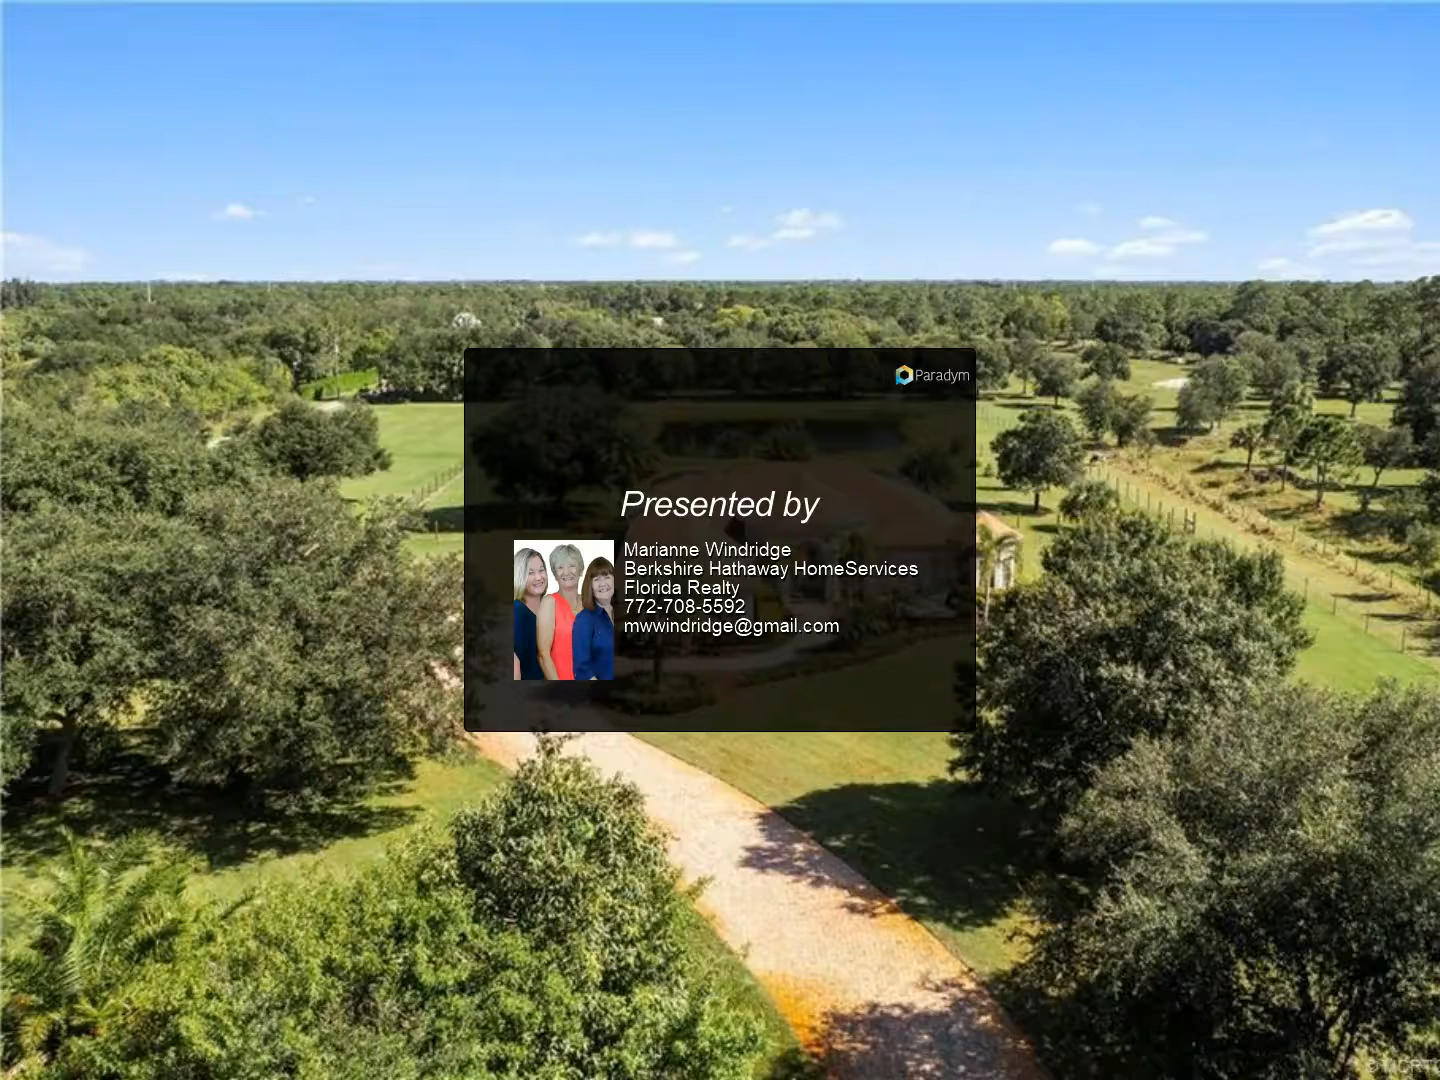 Paradym
Presented by
Marianne Windridge
Berkshire Hathaway HomeServices
Florida Realty
772-708-5592
mwwindridge@gmail.com